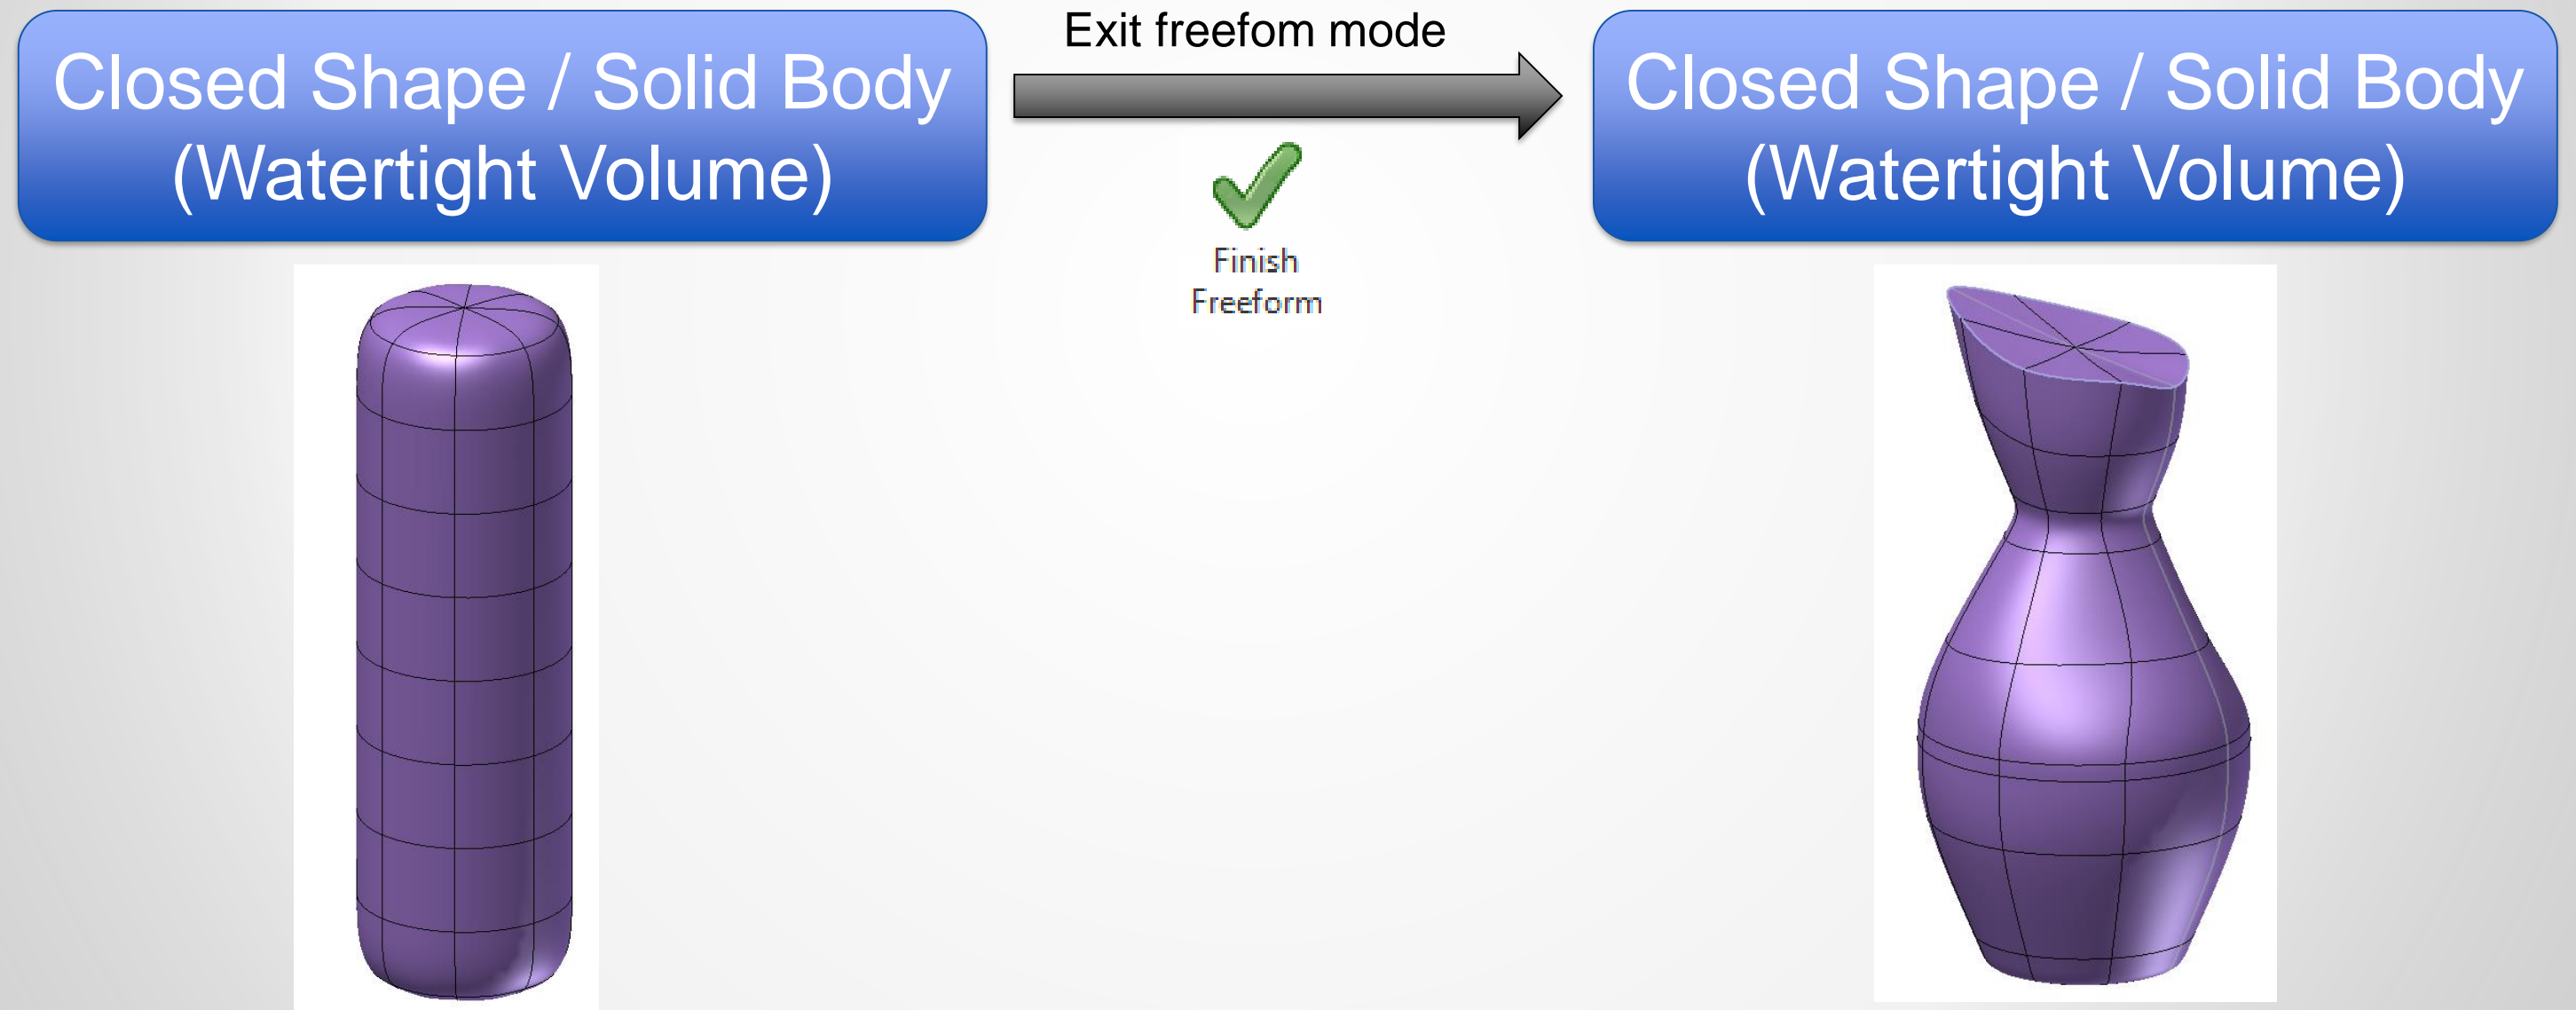 Closed Shape / Solid Body
(Watertight Volume)
Exit freefom mode
Finish
Freeform
Closed Shape / Solid Body
(Watertight Volume)